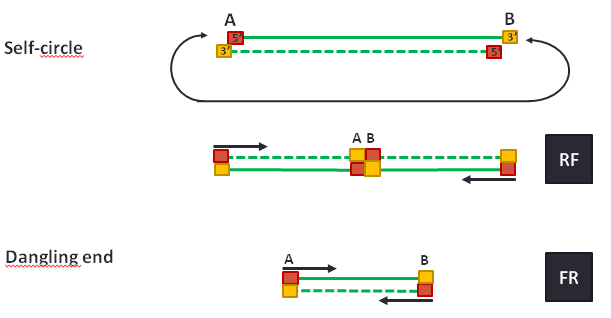 A B
5' 3'
Self-circle
3' 5'
A B
RF
Dangling end
A B
FR